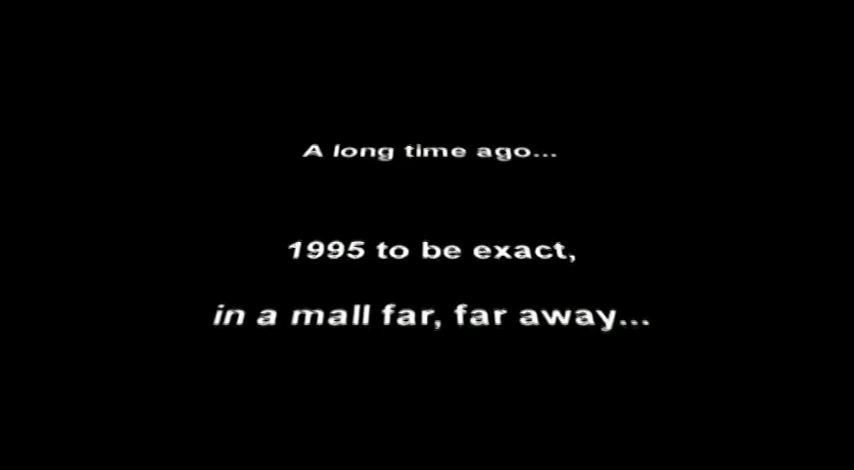 A long time ago...
1995 to be exact,
in a mall far, far away...